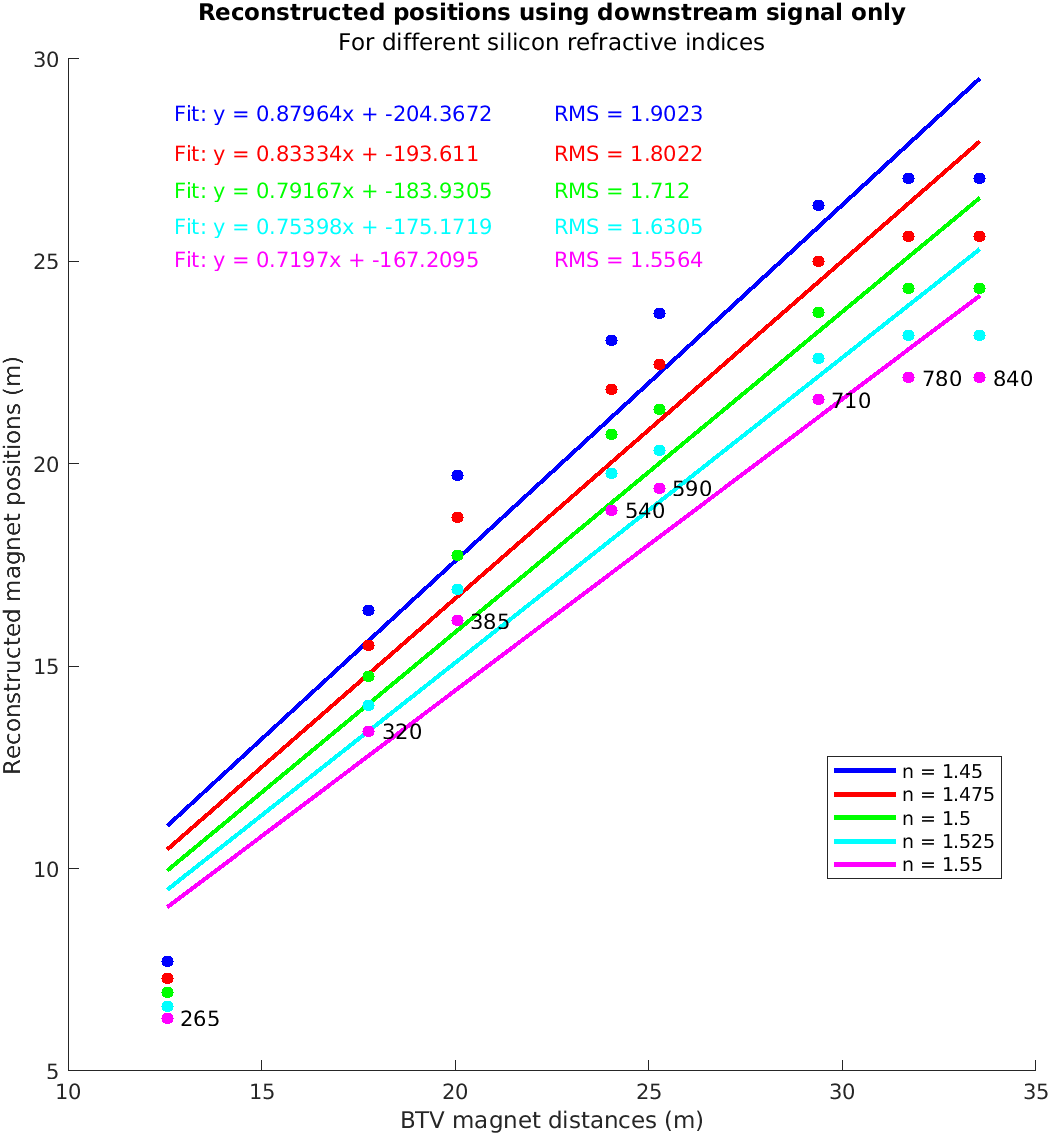 Reconstructed positions using downstream signal only
For different silicon refractive indices
30
Fit: y = 0.87964x + -204.3672 RMS = 1.9023
Fit: y = 0.83334x + -193.611 RMS = 1.8022
Fit: y = 0.79167x + -183.9305 RMS = 1.712
Fit: y = 0.75398x + -175.1719 RMS = 1.6305
Fit: y = 0.7197x + -167.2095 RMS = 1.5564
25
20
15
10
5
Reconstructed magnet positions (m)
780
840
710
590
540
385
320
265
n = 1.45
n = 1.475
n = 1.5
n = 1.525
n = 1.55
10 15 20 25 30 35
BTV magnet distances (m)